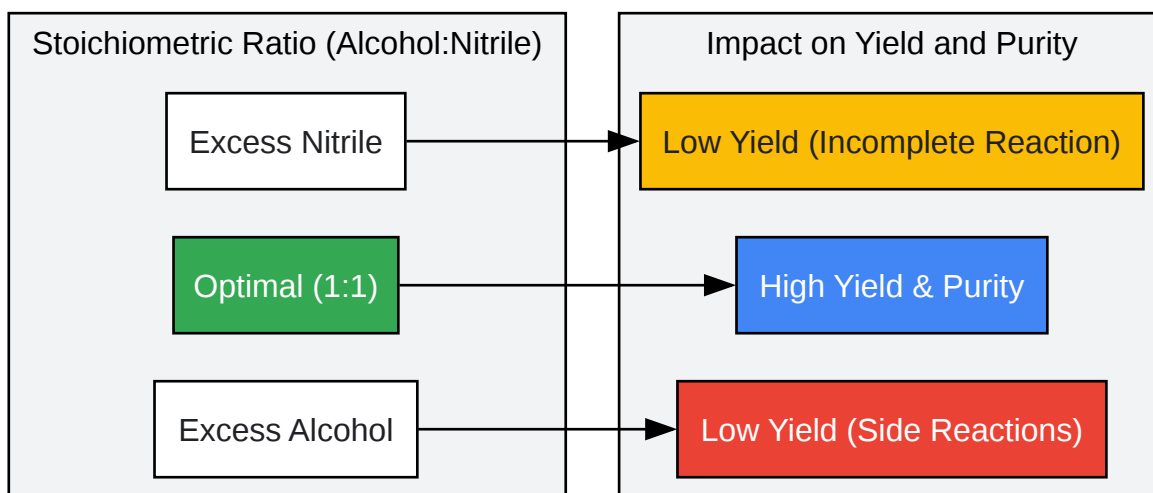 Stoichiometric Ratio (Alcohol:Nitrile)
Impact on Yield and Purity
Excess Nitrile
Low Yield (Incomplete Reaction)
Optimal (1:1)
High Yield & Purity
Excess Alcohol
Low Yield (Side Reactions)